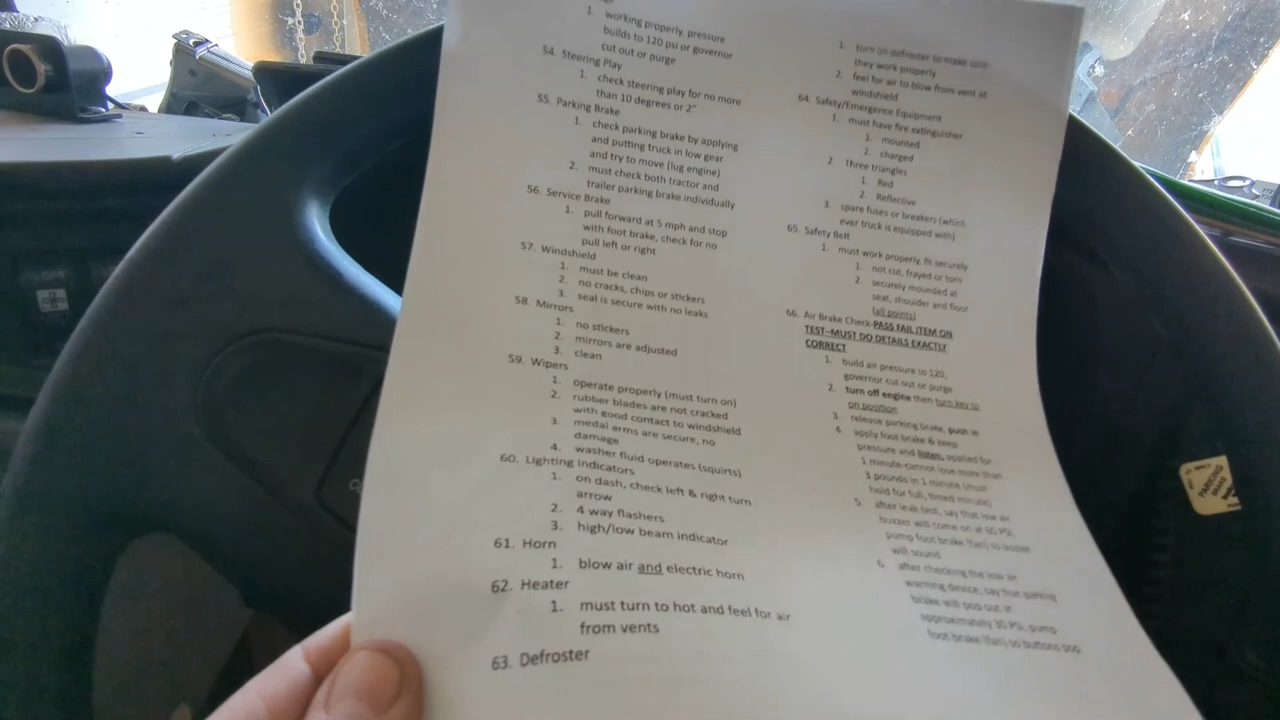 1. working properly, pressure
builds to 120 psi or governor
cut out or purge
54. Steering Play
1. check steering play for no more
than 10 degrees or 2"
55. Parking Brake
1. check parking brake by applying
and putting truck in low gear
and try to move (lug engine)
2. must check both tractor and
trailer parking brake individually
56. Service Brake
1. pull forward at 5 mph and stop
with foot brake, check for no
pull left or right
57. Windshield
1. must be clean
2. no cracks, chips or stickers
3. seal is secure with no leaks
58. Mirrors
1. no stickers
2. mirrors are adjusted
3. clean
59. Wipers
1. operate properly (must turn on)
2. rubber blades are not cracked
with good contact to windshield
3. medal arms are secure, no
damage
4. washer fluid operates (squirts)
60. Lighting Indicators
1. on dash, check left & right turn
arrow
2. 4 way flashers
3. high/low beam indicator
61. Horn
1. blow air and electric horn
62. Heater
1. must turn to hot and feel for air
from vents
63. Defroster
1. turn on defroster to make sure
they work properly
2. feel for air to blow from vent at
windshield
64. Safety/Emergence Equipment
1. must have fire extinguisher
1. mounted
2. charged
2. Three triangles
1. Red
2. Reflective
3. spare fuses or breakers (which
ever truck is equipped with)
65. Safety Belt
1. must work properly, fit securely
1. not cut, frayed or torn
2. securely mounted at
seat, shoulder and floor
(all points)
66. Air Brake Check-PASS FAIL ITEM ON
TEST-MUST DO DETAILS EXACTLY
CORRECT
1. build air pressure to 120,
governor cut out or purge
2. turn off engine then turn key to
on position
3. release parking brake, push in
4. apply foot brake & keep
pressure and listen, applied for
1 minute-cannot lose more than
3 pounds in 1 minute (must
hold for full, timed minute)
5. after leak test, say that low air
buzzer will come on at 60 PSI,
pump foot brake (fan) so buzzer
will sound
6. after checking the low air
warning device, say that parking
brake will pop out at
approximately 30 PSI, pump
foot brake (fan) so buttons pop
PARKING
BRAKE